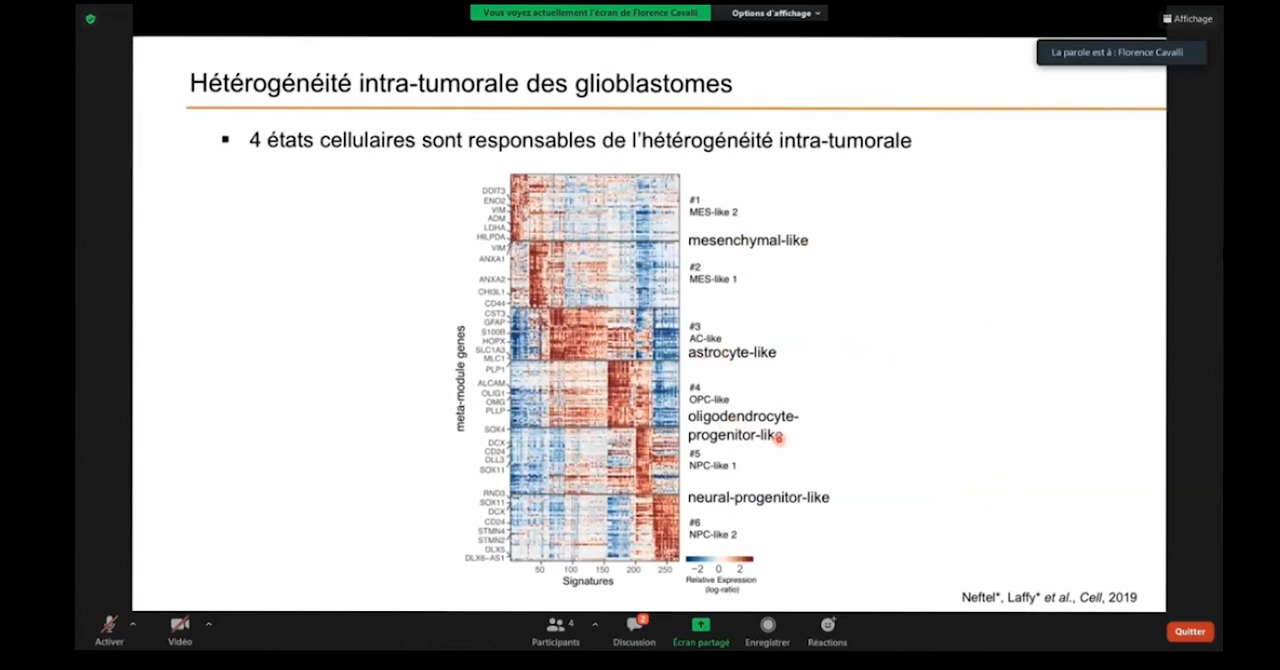 Vous voyez actuellement l'écran de Florence Cavalli
Options d'affichage
Affichage
La parole est à : Florence Cavalli
Hétérogénéité intra-tumorale des glioblastomes
4 états cellulaires sont responsables de l'hétérogénéité intra-tumorale
DDIT3
ENO2
VIM
ADM
LDHA
HILPDA
VIM
ANXA1
ANXA2
CHI3L1
CD44
CST3
GFAP
S100B
HOPX
SLC1A3
MLC1
PLP1
ALCAM
OLIG1
OMG
PLLP
SOX4
DCX
CD24
DLL3
SOX11
RND3
SOX11
DCX
CD24
STMN4
STMN2
DLX5
DLX6-AS1
meta-module genes
#1
MES-like 2
mesenchymal-like
#2
MES-like 1
#3
AC-like
astrocyte-like
#4
OPC-like
oligodendrocyte-
progenitor-like
#5
NPC-like 1
neural-progenitor-like
#6
NPC-like 2
50 100 150 200 250
Signatures
−2 0 2
Relative Expression
(log-ratio)
Neftel*, Laffy* et al., Cell, 2019
Activer
Vidéo
4
Participants
2
Discussion
Écran partagé
Enregistrer
Réactions
Quitter